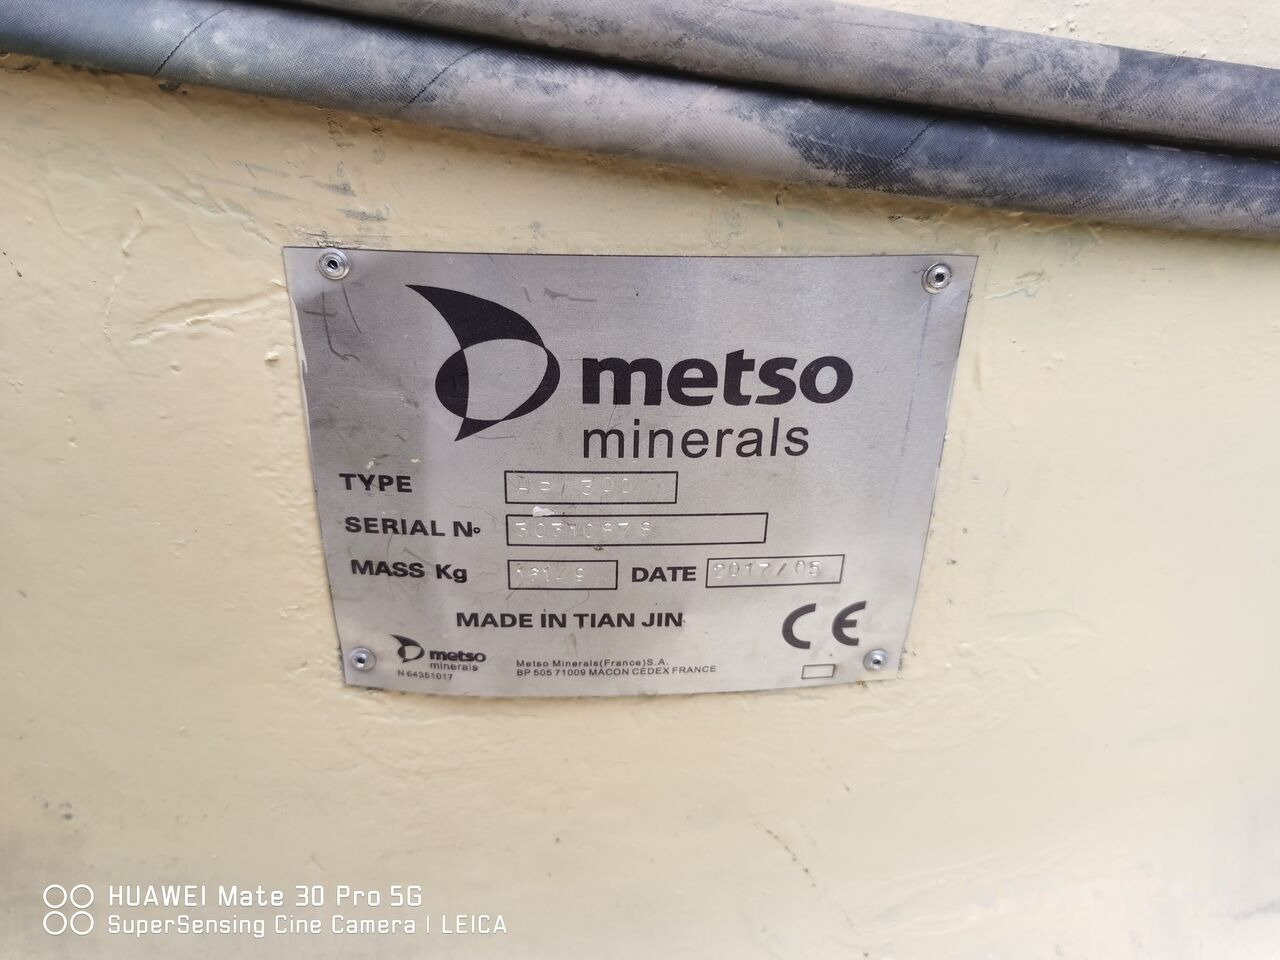 metso
minerals
TYPE
SERIAL No
MASS Kg DATE 2017/05
MADE IN TIAN JIN
CE
metso
minerals
N 64351017
Metso Minerals(France)S.A.
BP 505 71009 MACON CEDEX FRANCE
HUAWEI Mate 30 Pro 5G
SuperSensing Cine Camera | LEICA